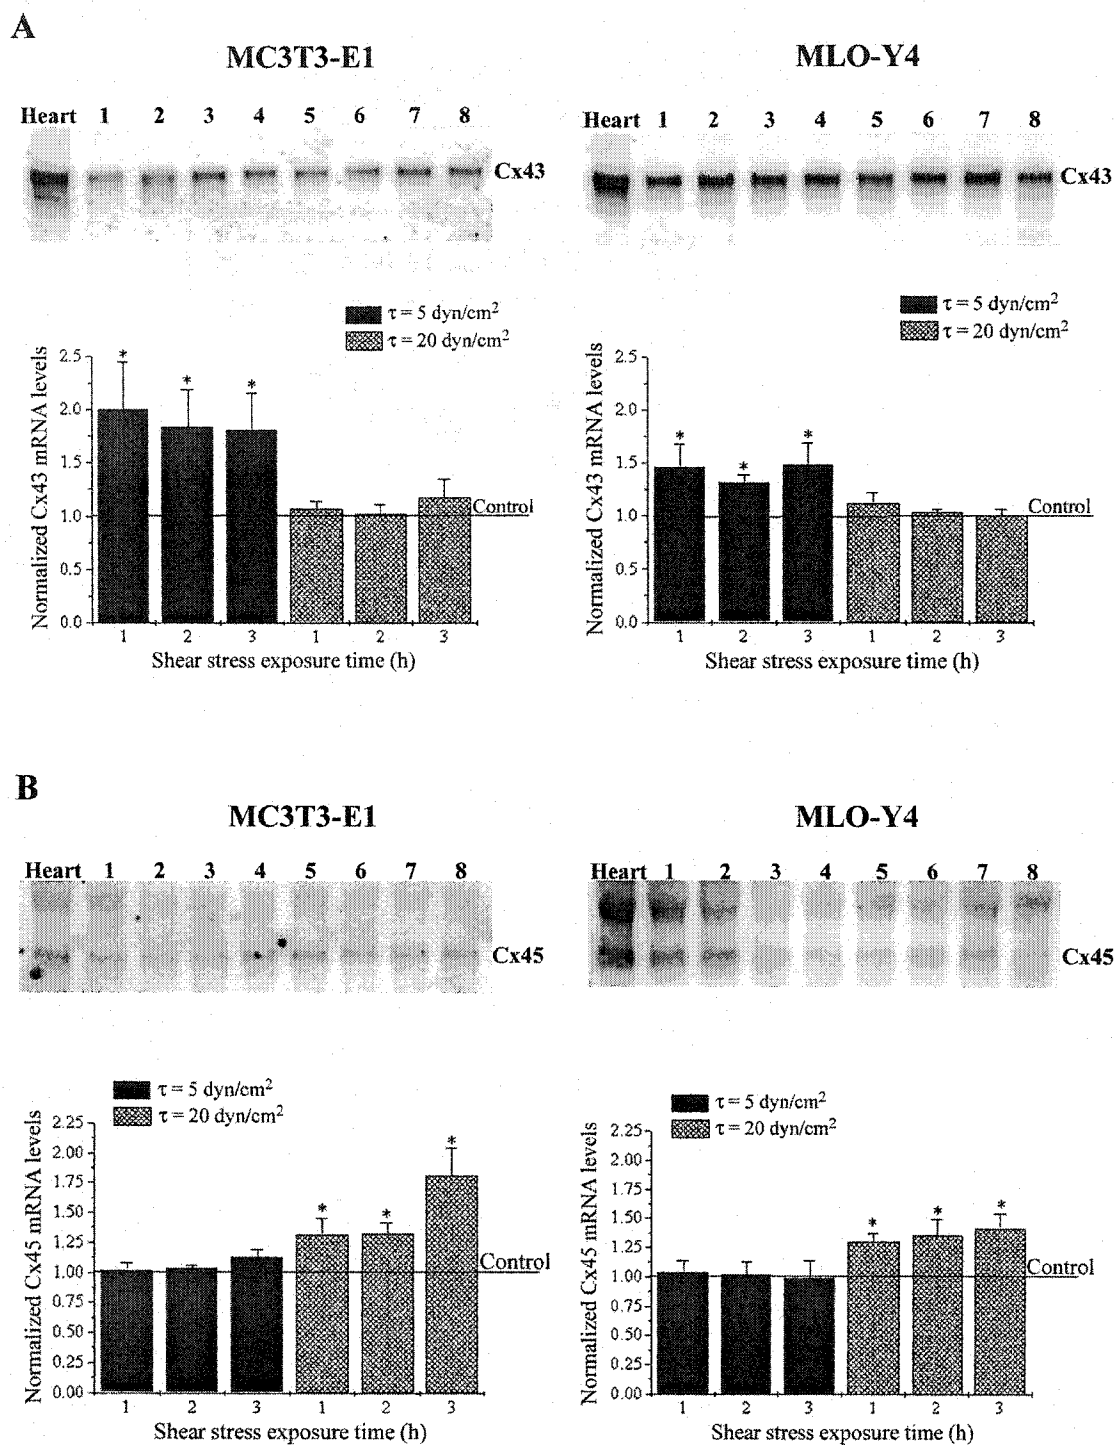 A
MC3T3-E1
Heart 1 2 3 4 5 6 7 8
Cx43
τ = 5 dyn/cm²
τ = 20 dyn/cm²
Normalized Cx43 mRNA levels
2.5
2.0
1.5
1.0
0.5
0.0
* * *
Control
1 2 3 1 2 3
Shear stress exposure time (h)
MLO-Y4
Heart 1 2 3 4 5 6 7 8
Cx43
τ = 5 dyn/cm²
τ = 20 dyn/cm²
Normalized Cx43 mRNA levels
2.5
2.0
1.5
1.0
0.5
0.0
* * *
Control
1 2 3 1 2 3
Shear stress exposure time (h)
B
MC3T3-E1
Heart 1 2 3 4 5 6 7 8
Cx45
τ = 5 dyn/cm²
τ = 20 dyn/cm²
Normalized Cx45 mRNA levels
2.25
2.00
1.75
1.50
1.25
1.00
0.75
0.50
0.25
0.00
* * *
Control
1 2 3 1 2 3
Shear stress exposure time (h)
MLO-Y4
Heart 1 2 3 4 5 6 7 8
Cx45
τ = 5 dyn/cm²
τ = 20 dyn/cm²
Normalized Cx45 mRNA levels
2.25
2.00
1.75
1.50
1.25
1.00
0.75
0.50
0.25
0.00
* * *
Control
1 2 3 1 2 3
Shear stress exposure time (h)